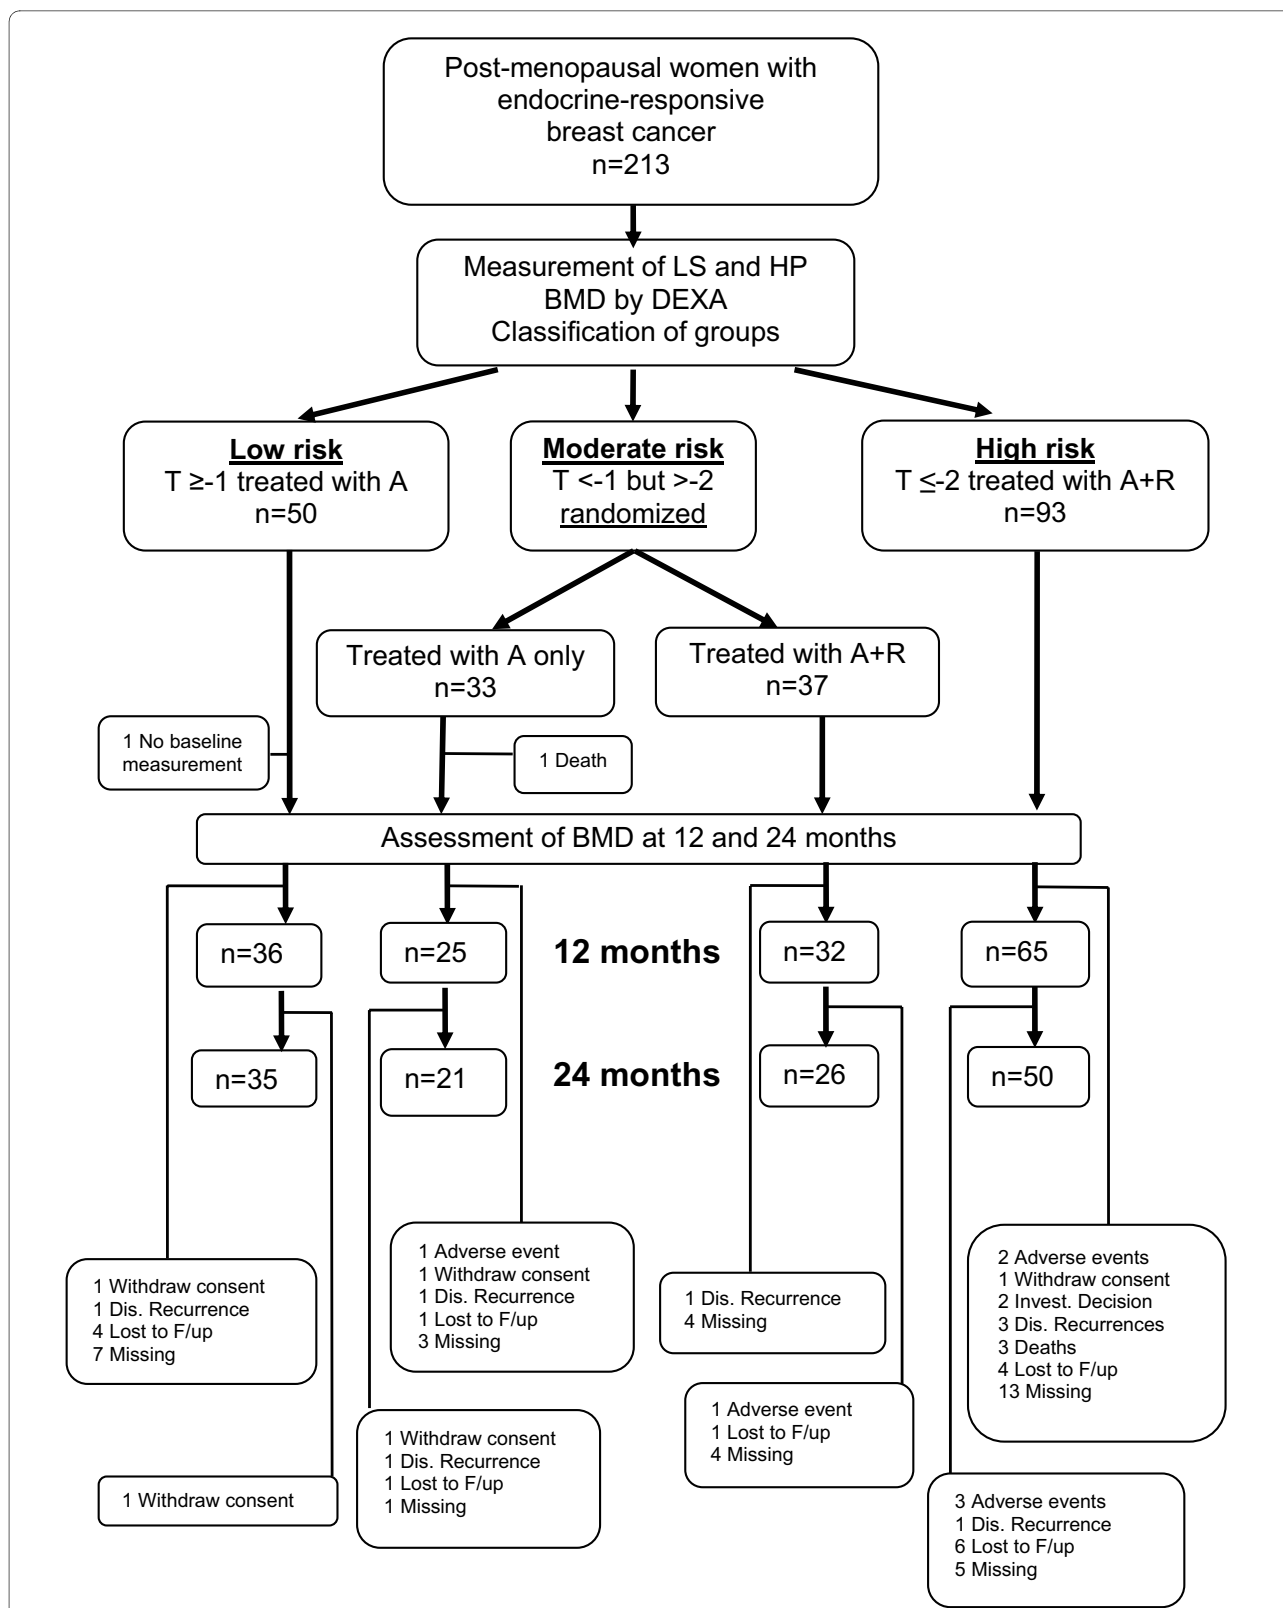 Post-menopausal women with
endocrine-responsive
breast cancer
n=213
Measurement of LS and HP
BMD by DEXA
Classification of groups
Low risk
T ≥-1 treated with A
n=50
Moderate risk
T <-1 but >-2
randomized
High risk
T ≤-2 treated with A+R
n=93
Treated with A only
n=33
Treated with A+R
n=37
1 No baseline
measurement
1 Death
Assessment of BMD at 12 and 24 months
n=36
n=25
12 months
n=32
n=65
n=35
n=21
24 months
n=26
n=50
1 Withdraw consent
1 Dis. Recurrence
4 Lost to F/up
7 Missing
1 Adverse event
1 Withdraw consent
1 Dis. Recurrence
1 Lost to F/up
3 Missing
1 Dis. Recurrence
4 Missing
2 Adverse events
1 Withdraw consent
2 Invest. Decision
3 Dis. Recurrences
3 Deaths
4 Lost to F/up
13 Missing
1 Withdraw consent
1 Withdraw consent
1 Dis. Recurrence
1 Lost to F/up
1 Missing
1 Adverse event
1 Lost to F/up
4 Missing
3 Adverse events
1 Dis. Recurrence
6 Lost to F/up
5 Missing